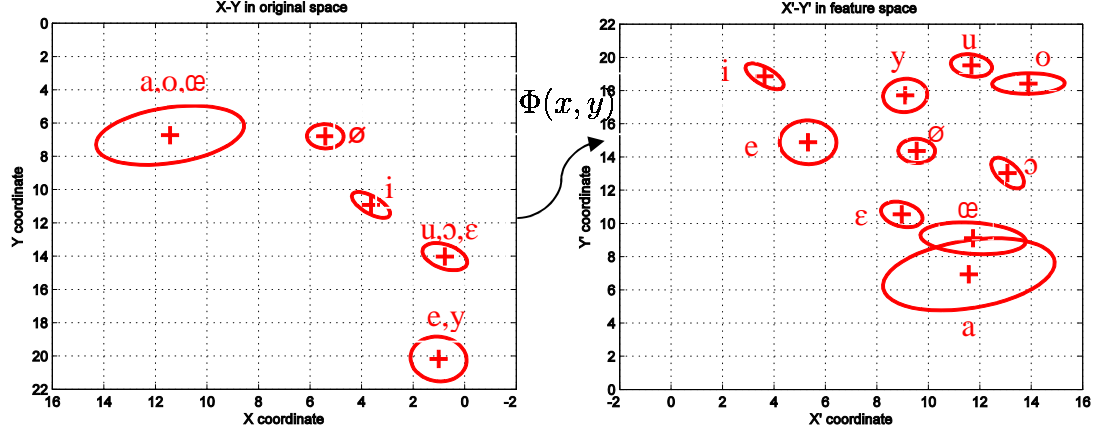 X-Y in original space
0
2
4
6
8
10
12
14
16
18
20
22
16
14
12
10
8
6
4
2
0
-2
X coordinate
Y coordinate
a,o,œ
ø
i
u,ɔ,ɛ
e,y
Φ(x, y)
X'-Y' in feature space
22
20
18
16
14
12
10
8
6
4
2
0
-2
0
2
4
6
8
10
12
14
16
X' coordinate
Y' coordinate
i
y
u
o
e
ø
ɔ
ε
œ
a